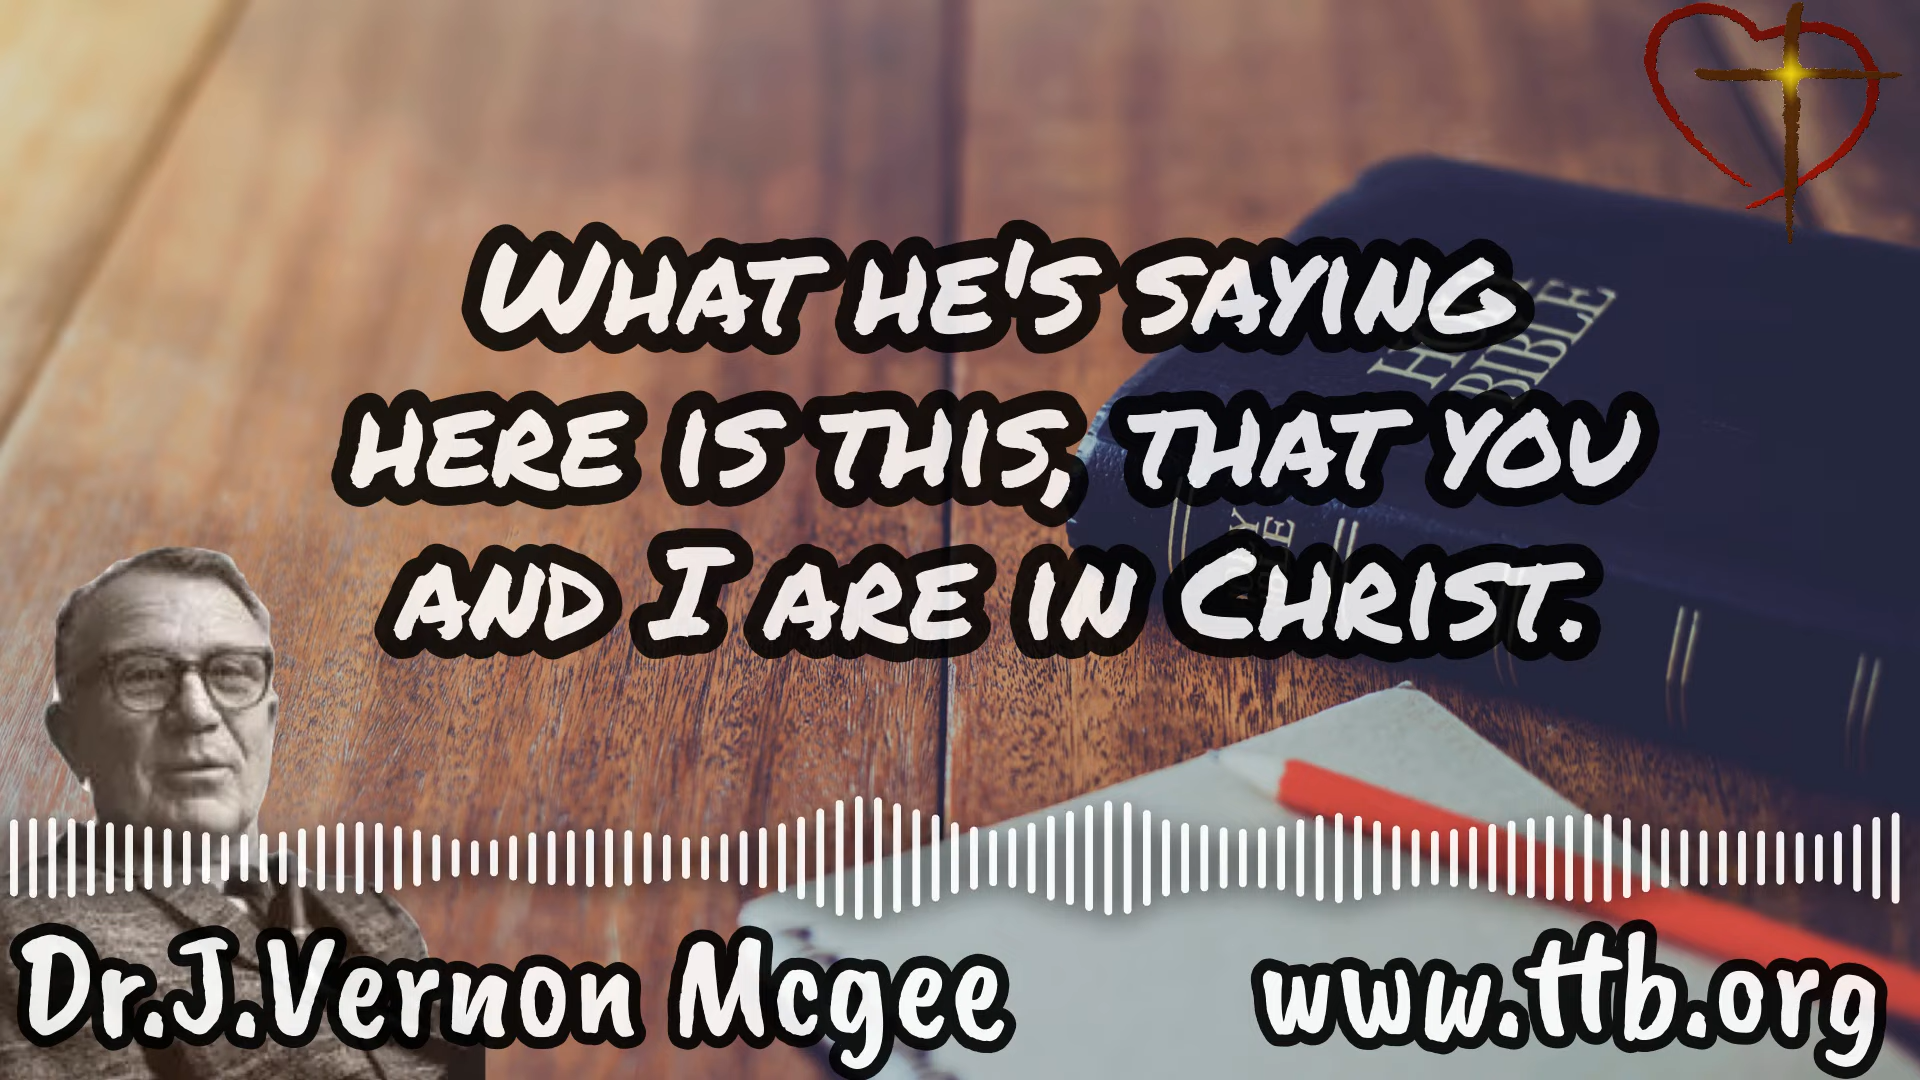 What he's saying
here is this, that you
and I are in Christ.
HOLY
BIBLE
Dr.J.Vernon Mcgee
www.ttb.org